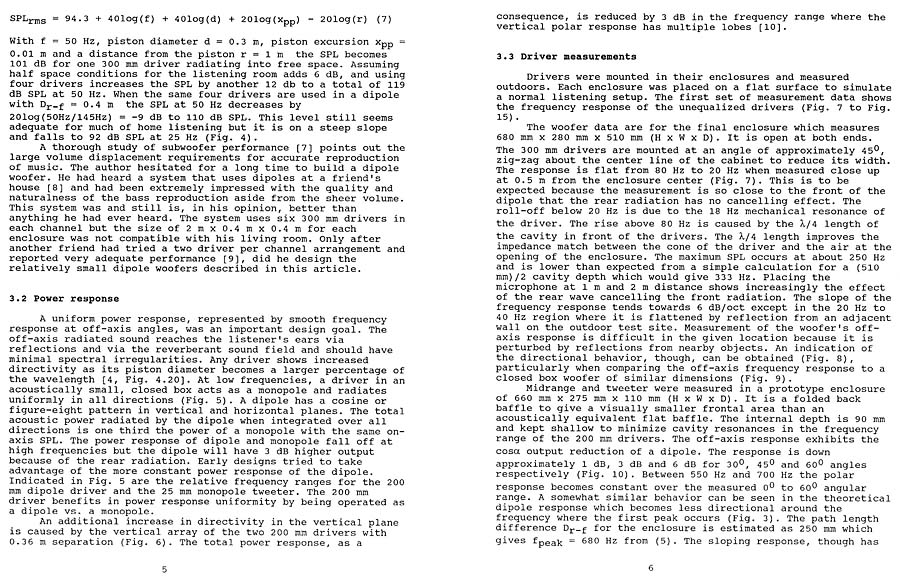 SPLrms = 94.3 + 40log(f) + 40log(d) + 20log(xpp) - 20log(r) (7)
With f = 50 Hz, piston diameter d = 0.3 m, piston excursion xpp =
0.01 m and a distance from the piston r = 1 m the SPL becomes
101 dB for one 300 mm driver radiating into free space. Assuming
half space conditions for the listening room adds 6 dB, and using
four drivers increases the SPL by another 12 db to a total of 119
dB SPL at 50 Hz. When the same four drivers are used in a dipole
with Dr-f = 0.4 m the SPL at 50 Hz decreases by
20log(50Hz/145Hz) = -9 dB to 110 dB SPL. This level still seems
adequate for much of home listening but it is on a steep slope
and falls to 92 dB SPL at 25 Hz (Fig. 4).
A thorough study of subwoofer performance [7] points out the
large volume displacement requirements for accurate reproduction
of music. The author hesitated for a long time to build a dipole
woofer. He had heard a system that uses dipoles at a friend's
house [8] and had been extremely impressed with the quality and
naturalness of the bass reproduction aside from the sheer volume.
This system was and still is, in his opinion, better than
anything he had ever heard. The system uses six 300 mm drivers in
each channel but the size of 2 m x 0.4 m x 0.4 m for each
enclosure was not compatible with his living room. Only after
another friend had tried a two driver per channel arrangement and
reported very adequate performance [9], did he design the
relatively small dipole woofers described in this article.
3.2 Power response
A uniform power response, represented by smooth frequency
response at off-axis angles, was an important design goal. The
off-axis radiated sound reaches the listener's ears via
reflections and via the reverberant sound field and should have
minimal spectral irregularities. Any driver shows increased
directivity as its piston diameter becomes a larger percentage of
the wavelength [4, Fig. 4.20]. At low frequencies, a driver in an
acoustically small, closed box acts as a monopole and radiates
uniformly in all directions (Fig. 5). A dipole has a cosine or
figure-eight pattern in vertical and horizontal planes. The total
acoustic power radiated by the dipole when integrated over all
directions is one third the power of a monopole with the same on-
axis SPL. The power response of dipole and monopole fall off at
high frequencies but the dipole will have 3 dB higher output
because of the rear radiation. Early designs tried to take
advantage of the more constant power response of the dipole.
Indicated in Fig. 5 are the relative frequency ranges for the 200
mm dipole driver and the 25 mm monopole tweeter. The 200 mm
driver benefits in power response uniformity by being operated as
a dipole vs. a monopole.
An additional increase in directivity in the vertical plane
is caused by the vertical array of the two 200 mm drivers with
0.36 m separation (Fig. 6). The total power response, as a
5
consequence, is reduced by 3 dB in the frequency range where the
vertical polar response has multiple lobes [10].
3.3 Driver measurements
Drivers were mounted in their enclosures and measured
outdoors. Each enclosure was placed on a flat surface to simulate
a normal listening setup. The first set of measurement data shows
the frequency response of the unequalized drivers (Fig. 7 to Fig.
15).
The woofer data are for the final enclosure which measures
680 mm x 280 mm x 510 mm (H x W x D). It is open at both ends.
The 300 mm drivers are mounted at an angle of approximately 45⁰,
zig-zag about the center line of the cabinet to reduce its width.
The response is flat from 80 Hz to 20 Hz when measured close up
at 0.5 m from the enclosure center (Fig. 7). This is to be
expected because the measurement is so close to the front of the
dipole that the rear radiation has no cancelling effect. The
roll-off below 20 Hz is due to the 18 Hz mechanical resonance of
the driver. The rise above 80 Hz is caused by the λ/4 length of
the cavity in front of the drivers. The λ/4 length improves the
impedance match between the cone of the driver and the air at the
opening of the enclosure. The maximum SPL occurs at about 250 Hz
and is lower than expected from a simple calculation for a (510
mm)/2 cavity depth which would give 333 Hz. Placing the
microphone at 1 m and 2 m distance shows increasingly the effect
of the rear wave cancelling the front radiation. The slope of the
frequency response tends towards 6 dB/oct except in the 20 Hz to
40 Hz region where it is flattened by reflection from an adjacent
wall on the outdoor test site. Measurement of the woofer's off-
axis response is difficult in the given location because it is
perturbed by reflections from nearby objects. An indication of
the directional behavior, though, can be obtained (Fig. 8),
particularly when comparing the off-axis frequency response to a
closed box woofer of similar dimensions (Fig. 9).
Midrange and tweeter were measured in a prototype enclosure
of 660 mm x 275 mm x 110 mm (H x W x D). It is a folded back
baffle to give a visually smaller frontal area than an
acoustically equivalent flat baffle. The internal depth is 90 mm
and kept shallow to minimize cavity resonances in the frequency
range of the 200 mm drivers. The off-axis response exhibits the
cosα output reduction of a dipole. The response is down
approximately 1 dB, 3 dB and 6 dB for 30⁰, 45⁰ and 60⁰ angles
respectively (Fig. 10). Between 550 Hz and 700 Hz the polar
response becomes constant over the measured 0⁰ to 60⁰ angular
range. A somewhat similar behavior can be seen in the theoretical
dipole response which becomes less directional around the
frequency where the first peak occurs (Fig. 3). The path length
difference Dr-f for the enclosure is estimated as 250 mm which
gives fpeak = 680 Hz from (5). The sloping response, though has
6